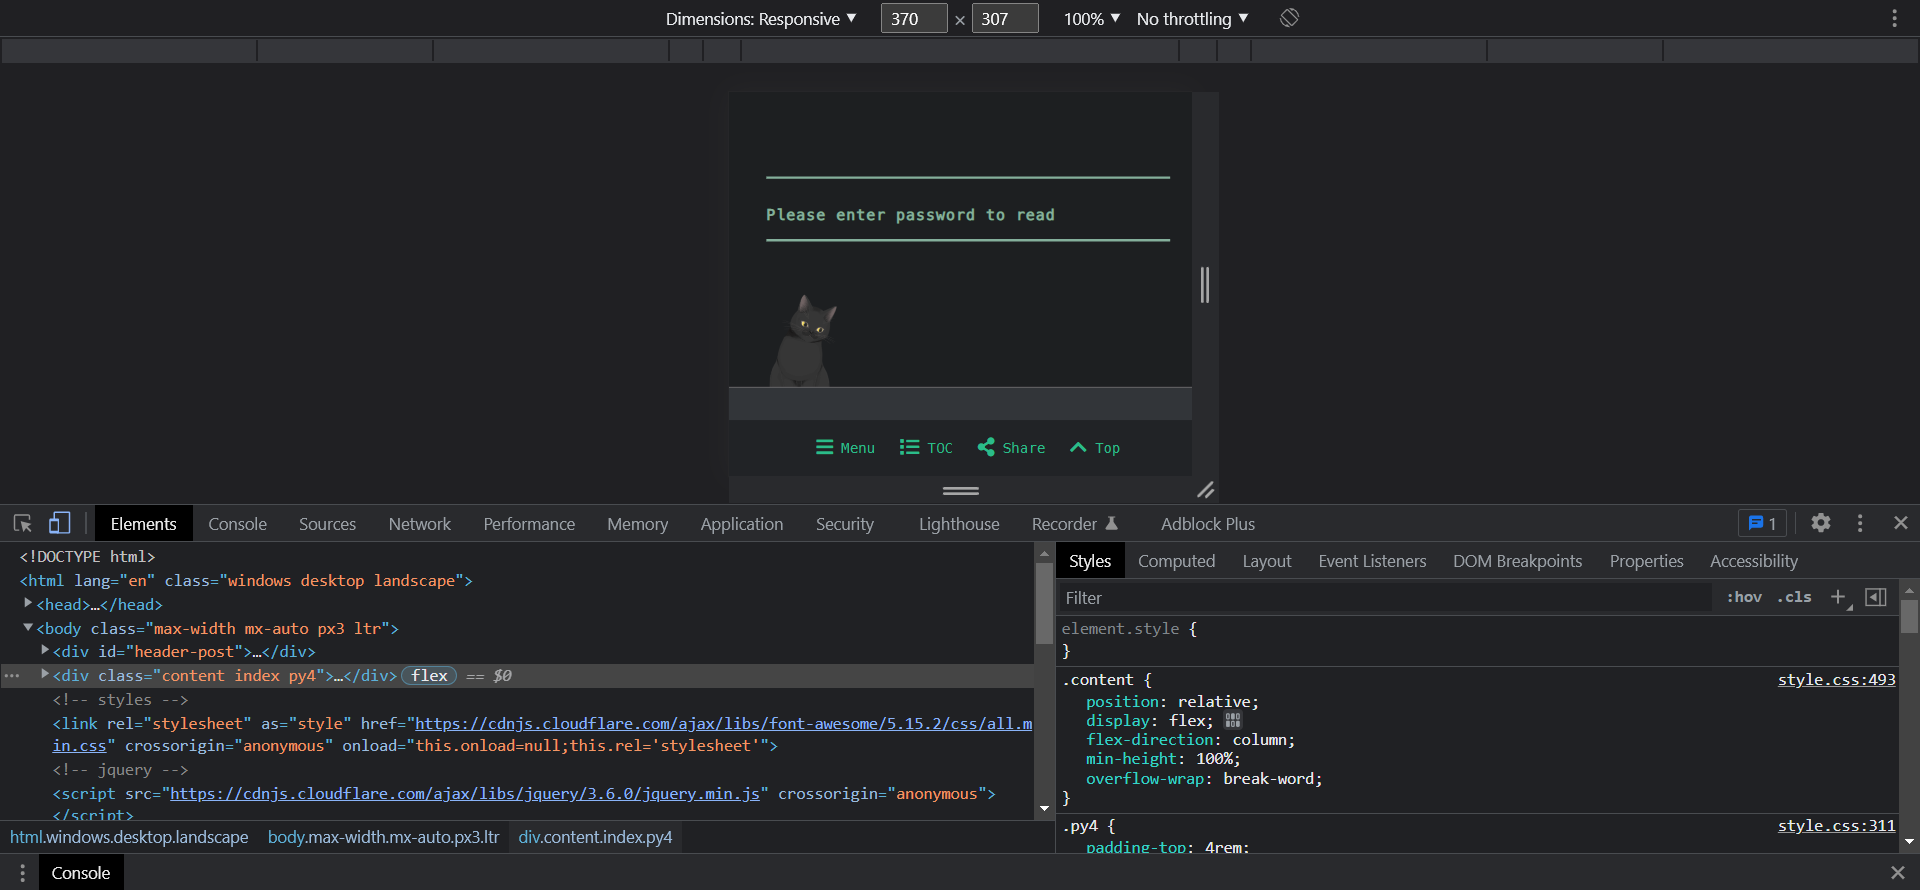 Dimensions: Responsive ▼ 370 × 307 100% ▼ No throttling ▼
Please enter password to read
Menu TOC Share Top
Elements Console Sources Network Performance Memory Application Security Lighthouse Recorder Adblock Plus 1
<!DOCTYPE html>
<html lang="en" class="windows desktop landscape">
▶<head>…</head>
▼<body class="max-width mx-auto px3 ltr">
▶<div id="header-post">…</div>
…▶<div class="content index py4">…</div> flex == $0
<!-- styles -->
<link rel="stylesheet" as="style" href="https://cdnjs.cloudflare.com/ajax/libs/font-awesome/5.15.2/css/all.m
in.css" crossorigin="anonymous" onload="this.onload=null;this.rel='stylesheet'">
<!-- jquery -->
<script src="https://cdnjs.cloudflare.com/ajax/libs/jquery/3.6.0/jquery.min.js" crossorigin="anonymous">
</script>
html.windows.desktop.landscape body.max-width.mx-auto.px3.ltr div.content.index.py4
Styles Computed Layout Event Listeners DOM Breakpoints Properties Accessibility
Filter :hov .cls +
element.style {
}
.content { style.css:493
position: relative;
display: flex;
flex-direction: column;
min-height: 100%;
overflow-wrap: break-word;
}
.py4 { style.css:311
padding-top: 4rem;
Console